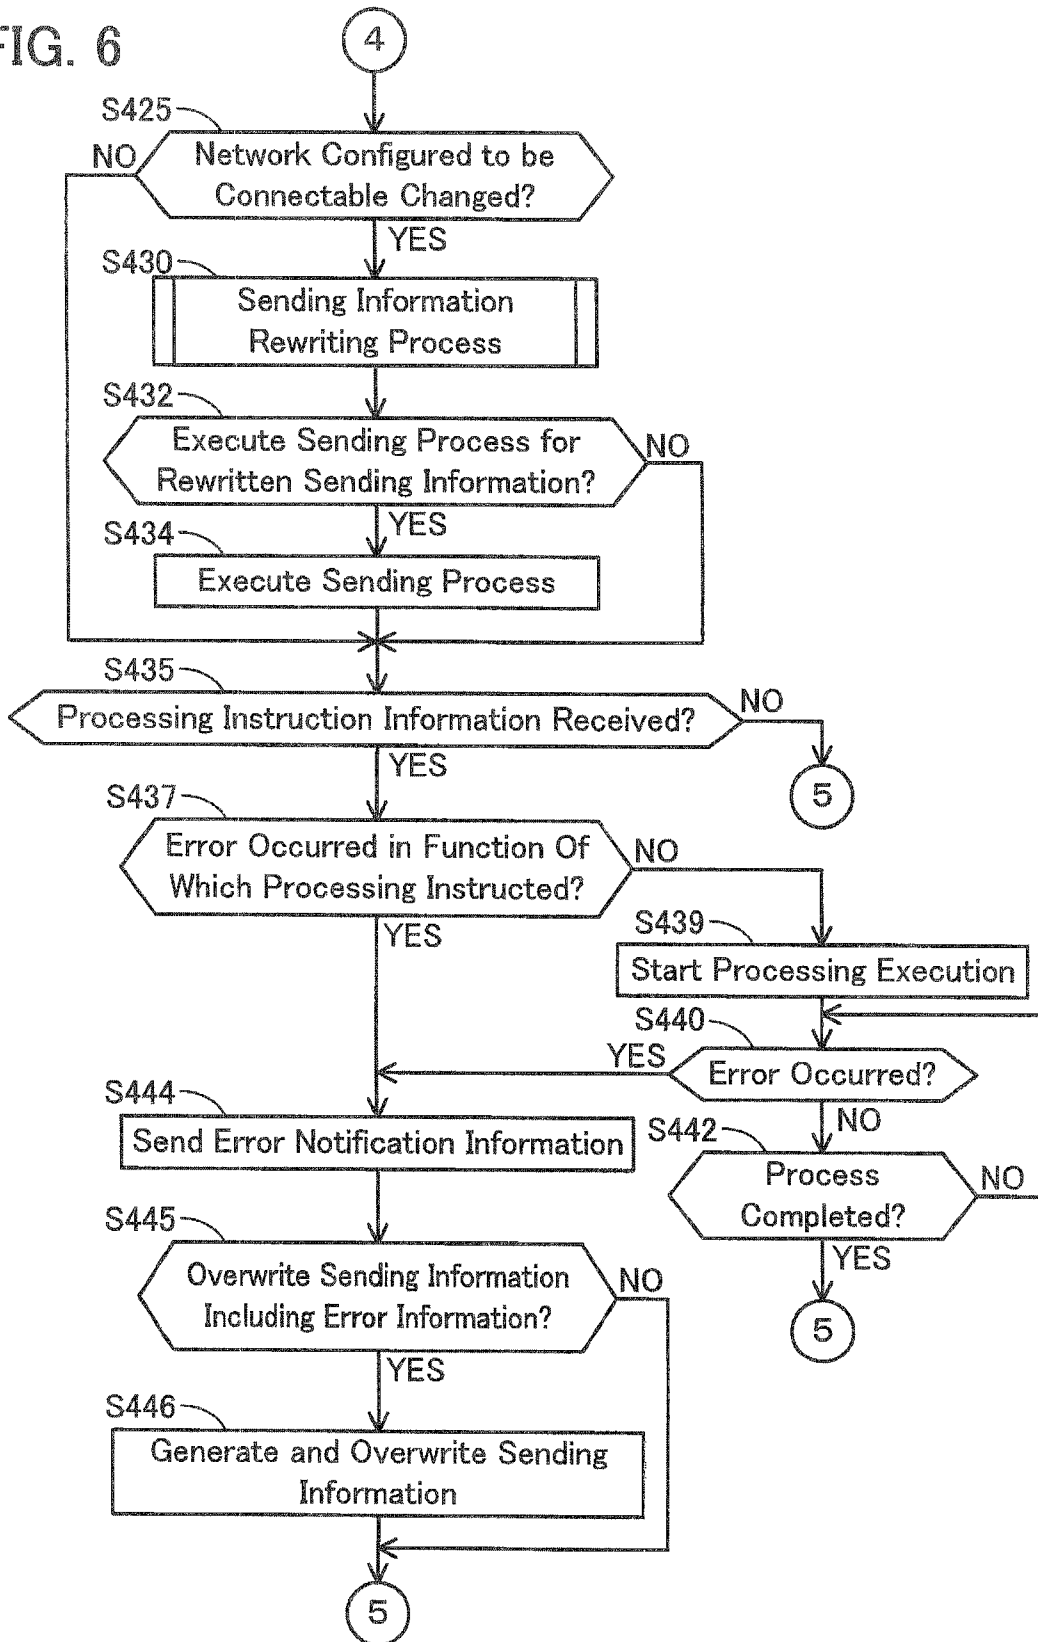 FIG. 6
4
S425
NO
Network Configured to be
Connectable Changed?
YES
S430
Sending Information
Rewriting Process
S432
Execute Sending Process for
Rewritten Sending Information?
NO
YES
S434
Execute Sending Process
S435
Processing Instruction Information Received?
NO
YES
5
S437
Error Occurred in Function Of
Which Processing Instructed?
NO
YES
S439
Start Processing Execution
S440
YES
Error Occurred?
NO
S444
Send Error Notification Information
S442
Process
Completed?
NO
YES
5
S445
Overwrite Sending Information
Including Error Information?
NO
YES
S446
Generate and Overwrite Sending
Information
5